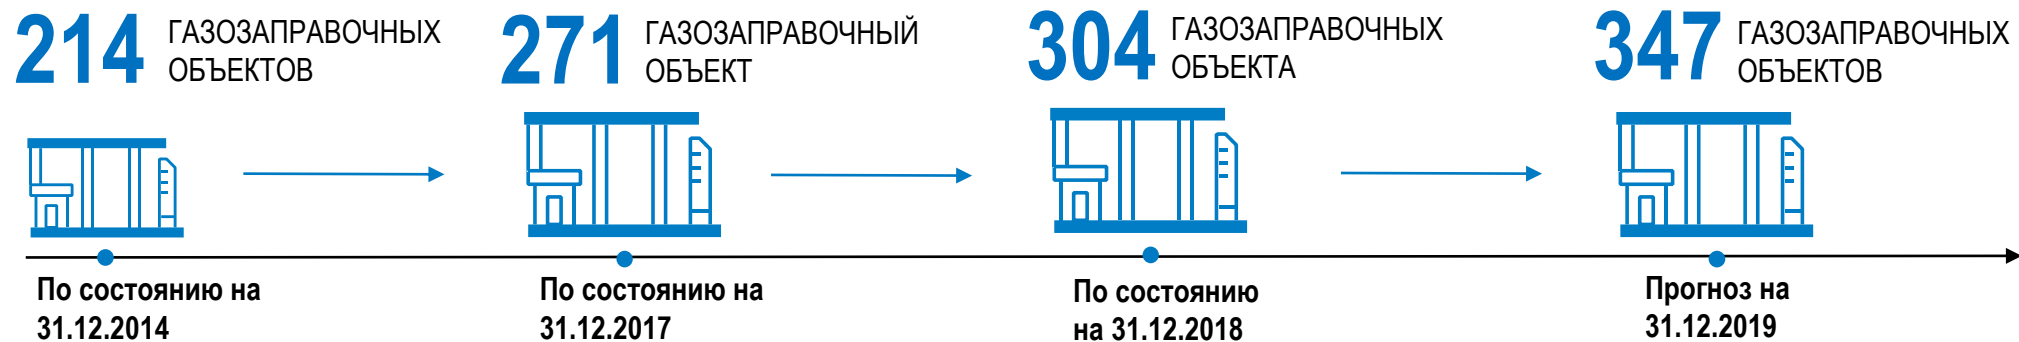 214 ГАЗОЗАПРАВОЧНЫХ
ОБЪЕКТОВ
271 ГАЗОЗАПРАВОЧНЫЙ
ОБЪЕКТ
304 ГАЗОЗАПРАВОЧНЫХ
ОБЪЕКТА
347 ГАЗОЗАПРАВОЧНЫХ
ОБЪЕКТОВ
По состоянию на
31.12.2014
По состоянию на
31.12.2017
По состоянию
на 31.12.2018
Прогноз на
31.12.2019